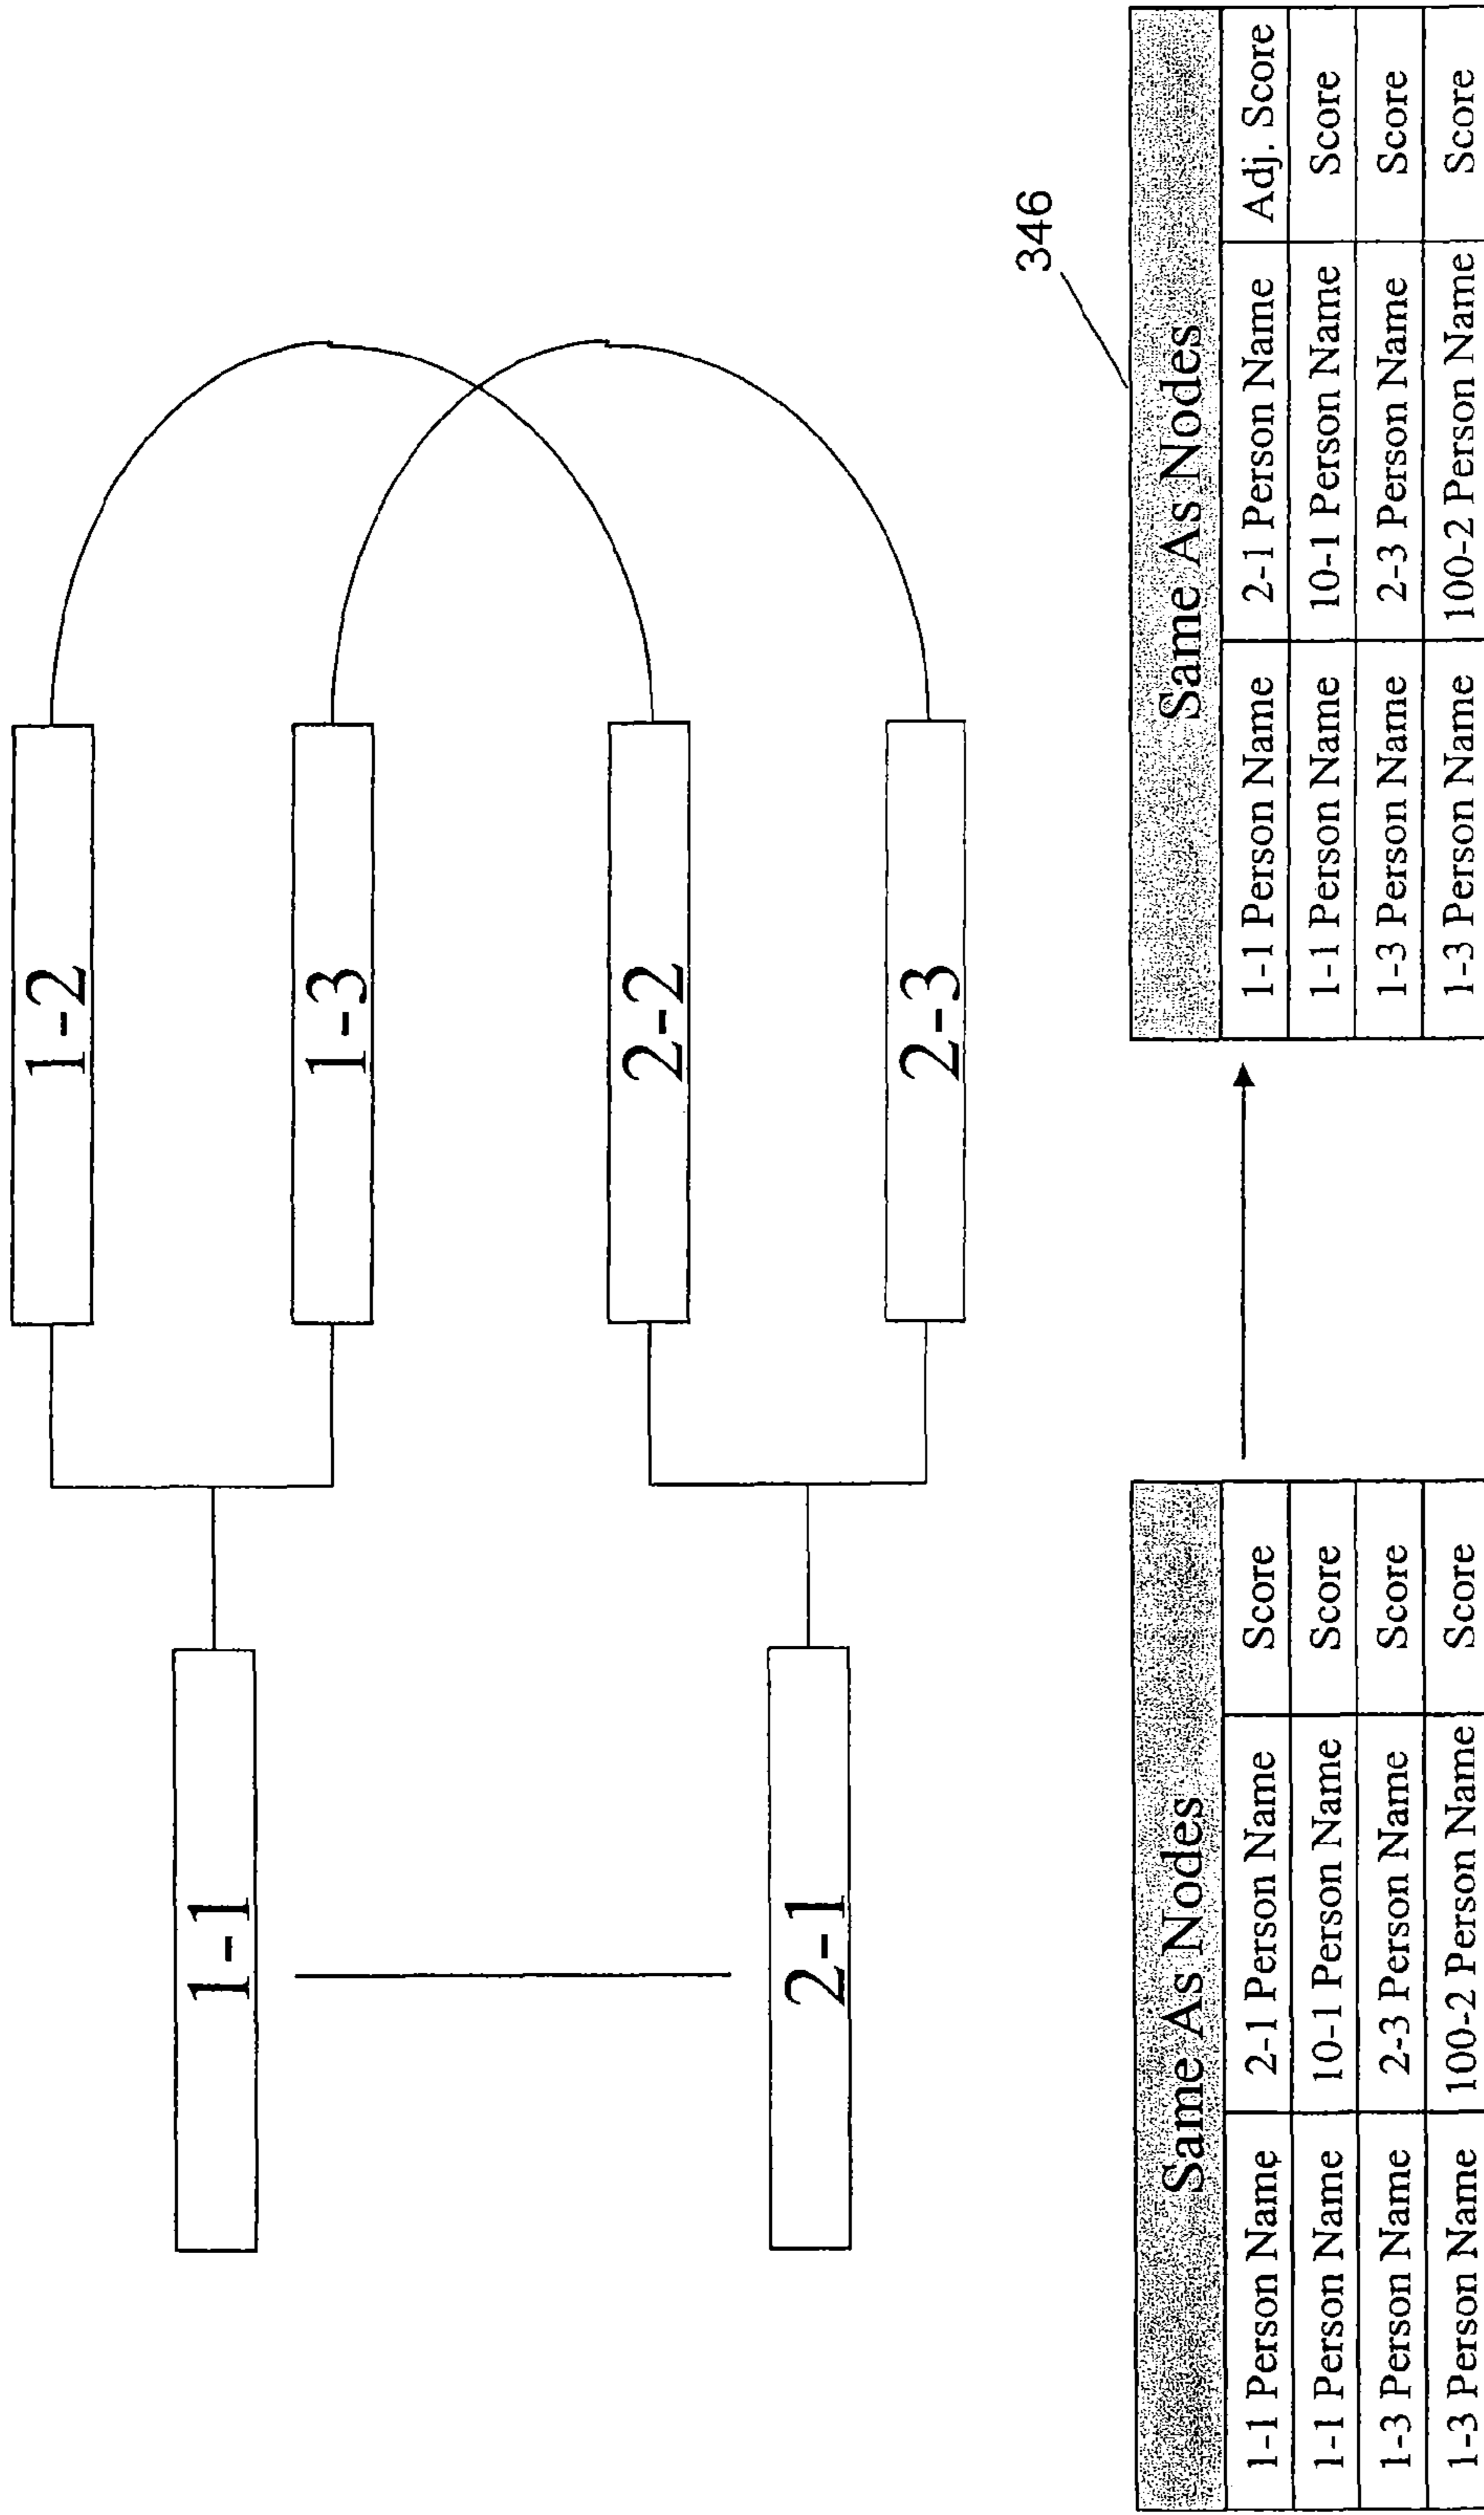 1-2
1-3
1-1
2-2
2-1
2-3
346
Same As Nodes
1-1 Person Name 2-1 Person Name Score
1-1 Person Name 10-1 Person Name Score
1-3 Person Name 2-3 Person Name Score
1-3 Person Name 100-2 Person Name Score
Same As Nodes
1-1 Person Name 2-1 Person Name Adj. Score
1-1 Person Name 10-1 Person Name Score
1-3 Person Name 2-3 Person Name Score
1-3 Person Name 100-2 Person Name Score